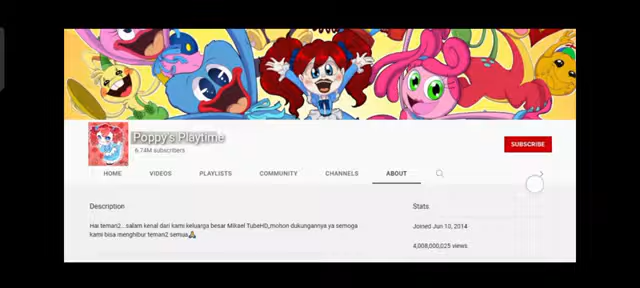 Poppy's Playtime
6.74M subscribers
SUBSCRIBE
HOME VIDEOS PLAYLISTS COMMUNITY CHANNELS ABOUT
Description
Stats
Hai teman2...salam kenal dari kami keluarga besar Mikael TubeHD,mohon dukungannya ya semoga
kami bisa menghibur teman2 semua🙏
Joined Jun 10, 2014
4,008,000,025 views